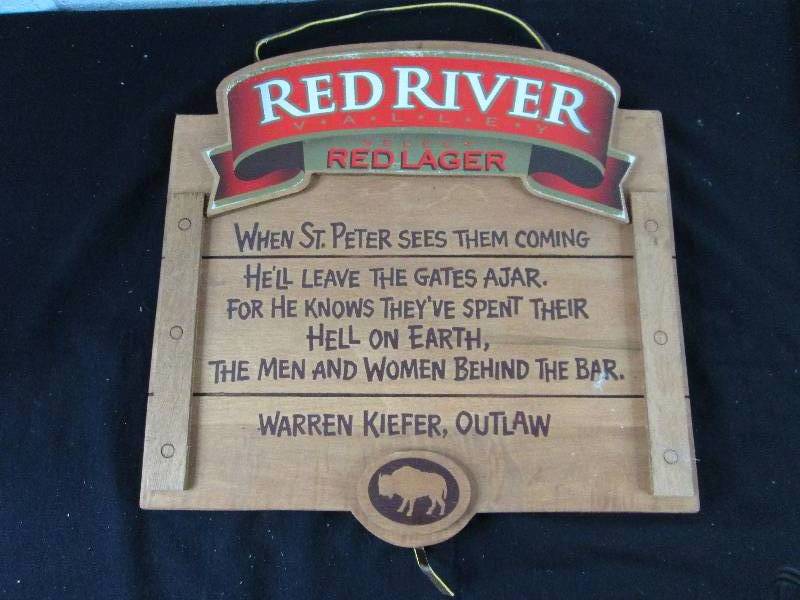 RED RIVER
VALLEY
SELECT
RED LAGER
WHEN ST. PETER SEES THEM COMING
HE'LL LEAVE THE GATES AJAR.
FOR HE KNOWS THEY'VE SPENT THEIR
HELL ON EARTH,
THE MEN AND WOMEN BEHIND THE BAR.
WARREN KIEFER, OUTLAW